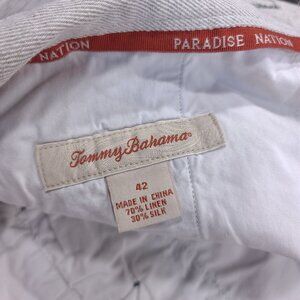 NATION PARADISE NATION
Tommy Bahama®
42
MADE IN CHINA
70% LINEN
30% SILK